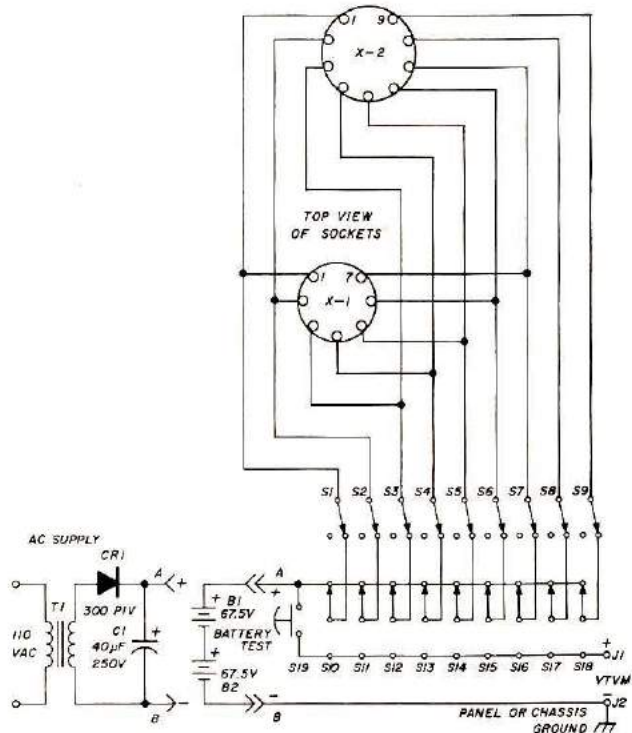 1 9
X-2
TOP VIEW
OF SOCKETS
1 7
X-1
S1 S2 S3 S4 S5 S6 S7 S8 S9
AC SUPPLY
CR1
A +
A
+
B1
67.5V
T1
300 PIV
110
VAC
C1
40µF
250V
+
BATTERY
TEST
+
67.5V
B2
+
S19 S10 S11 S12 S13 S14 S15 S16 S17 S18
+
J1
VTVM
B -
-
B
PANEL OR CHASSIS
GROUND
-
J2